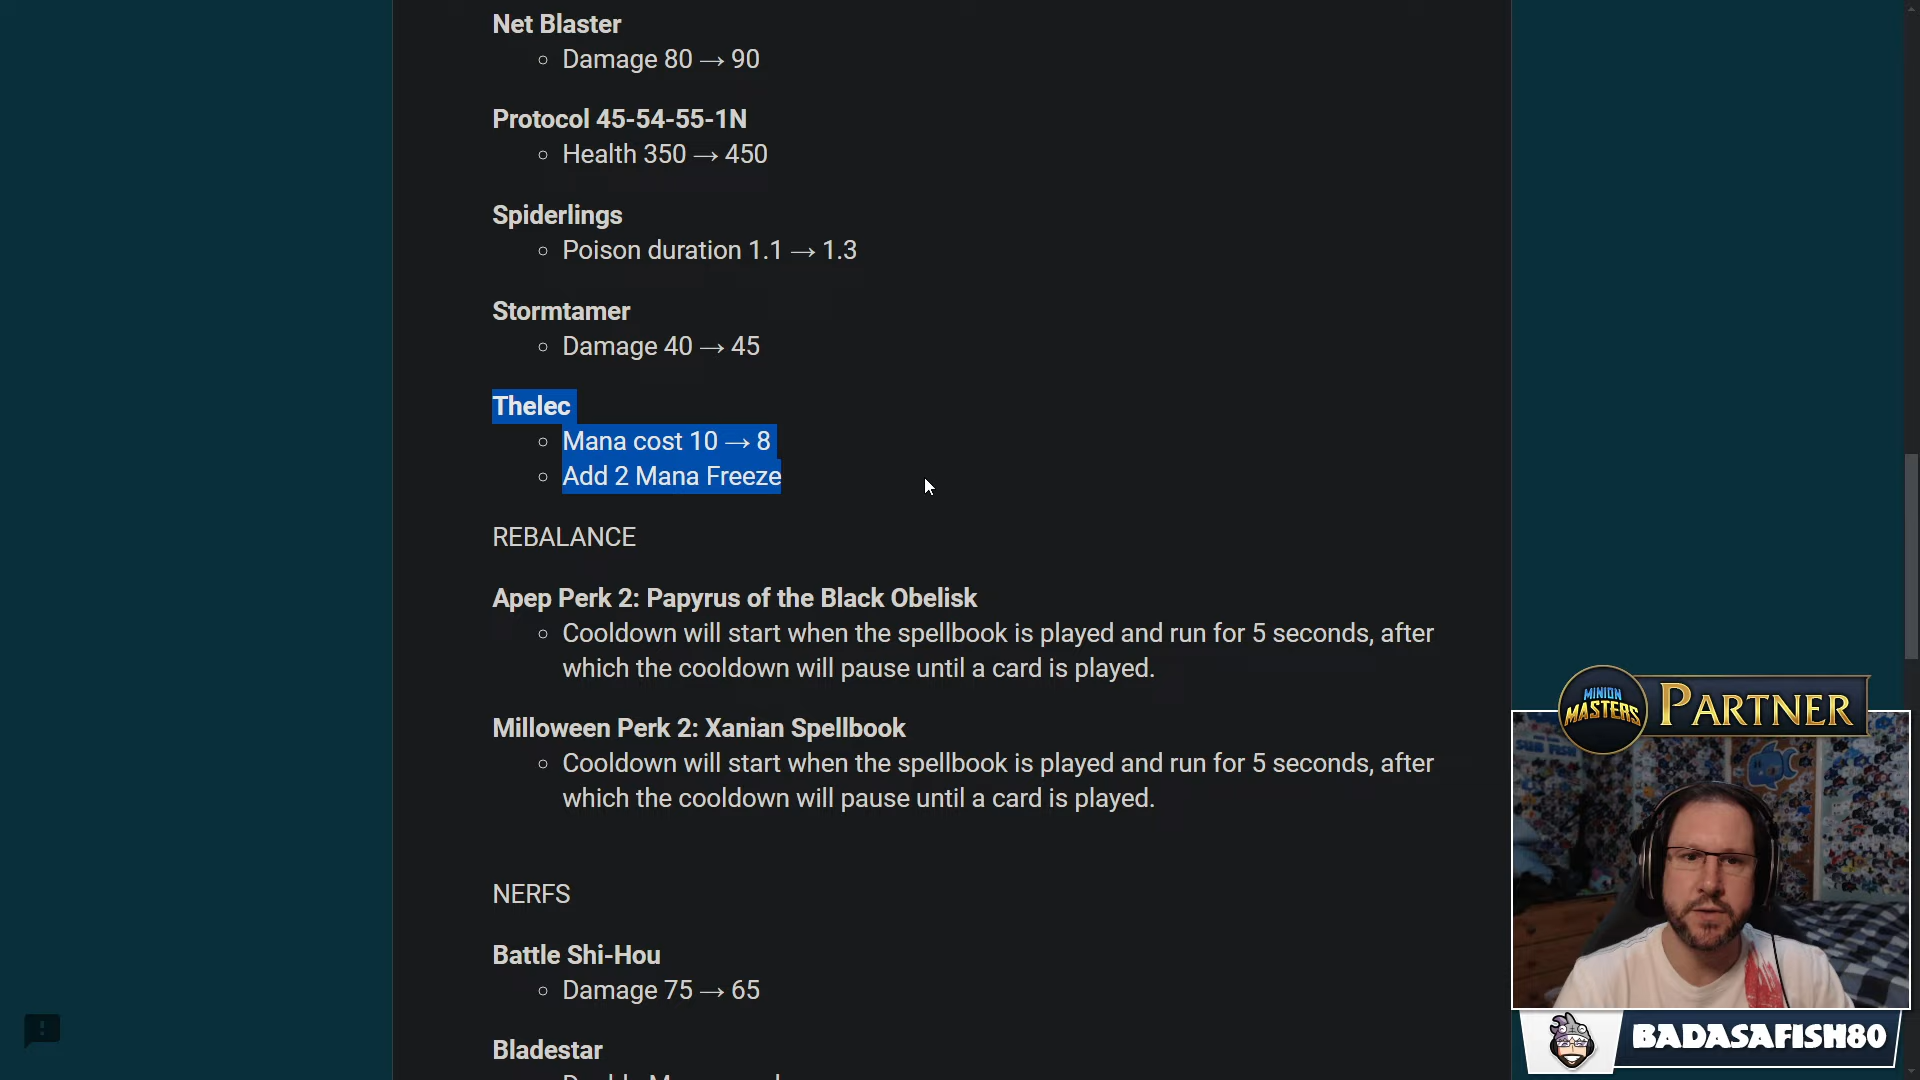 Net Blaster
Damage 80 → 90
Protocol 45-54-55-1N
Health 350 → 450
Spiderlings
Poison duration 1.1 → 1.3
Stormtamer
Damage 40 → 45
Thelec
Mana cost 10 → 8
Add 2 Mana Freeze
REBALANCE
Apep Perk 2: Papyrus of the Black Obelisk
Cooldown will start when the spellbook is played and run for 5 seconds, after
which the cooldown will pause until a card is played.
Milloween Perk 2: Xanian Spellbook
Cooldown will start when the spellbook is played and run for 5 seconds, after
which the cooldown will pause until a card is played.
NERFS
Battle Shi-Hou
Damage 75 → 65
Bladestar
MINION
MASTERS
PARTNER
SUB FISH
BADASAFISH80